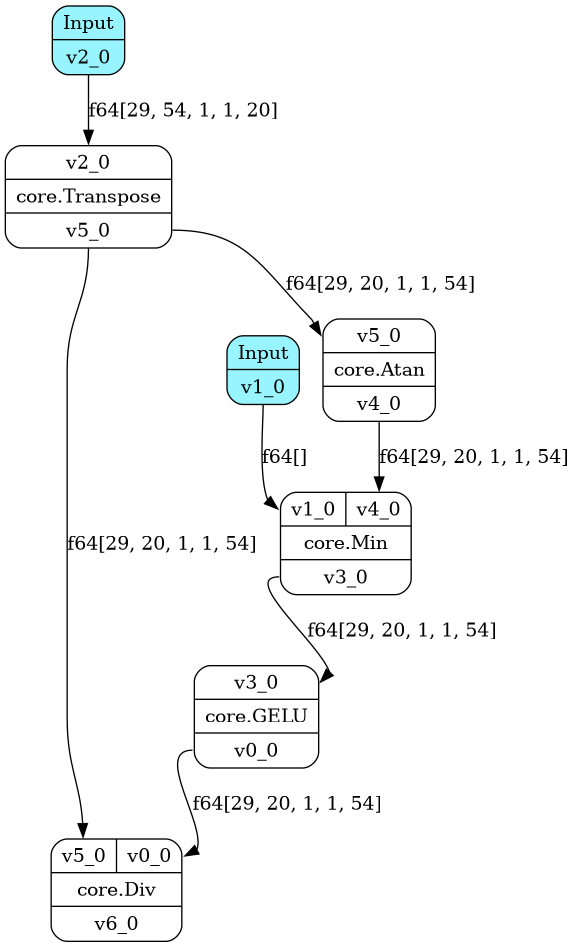 Input
v2_0
f64[29, 54, 1, 1, 20]
v2_0
core.Transpose
v5_0
f64[29, 20, 1, 1, 54]
Input
v1_0
v5_0
core.Atan
v4_0
f64[]
f64[29, 20, 1, 1, 54]
v1_0 v4_0
core.Min
v3_0
f64[29, 20, 1, 1, 54]
f64[29, 20, 1, 1, 54]
v3_0
core.GELU
v0_0
f64[29, 20, 1, 1, 54]
v5_0 v0_0
core.Div
v6_0